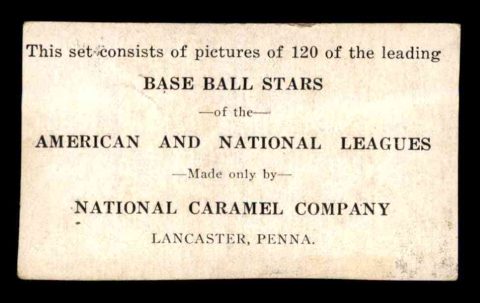 This set consists of pictures of 120 of the leading
BASE BALL STARS
—of the—
AMERICAN AND NATIONAL LEAGUES
—Made only by—
NATIONAL CARAMEL COMPANY
LANCASTER, PENNA.